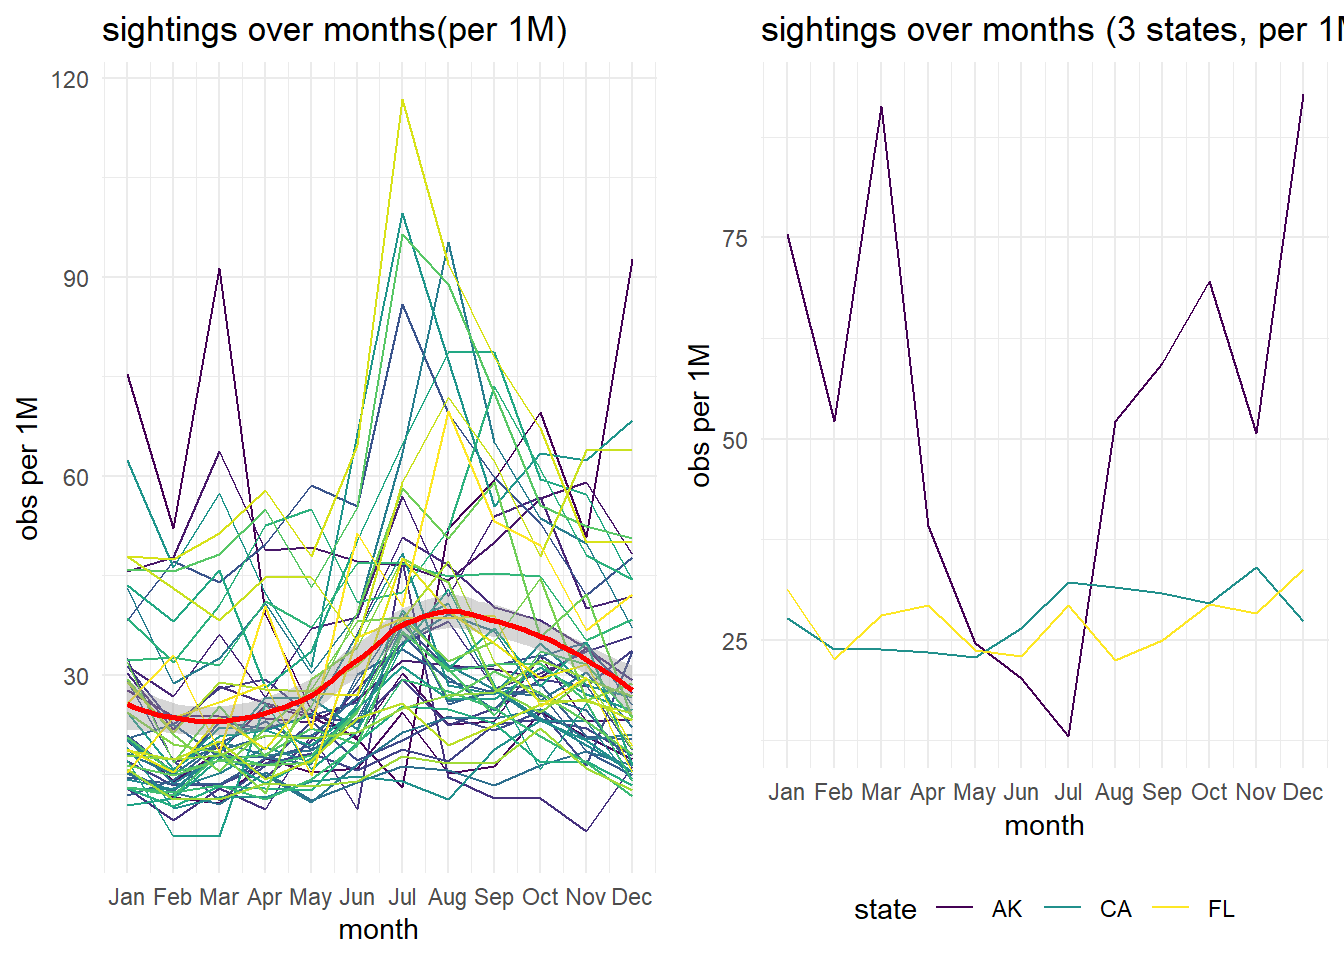 sightings over months(per 1M)
120
90
60
30
obs per 1M
Jan Feb Mar Apr May Jun Jul Aug Sep Oct Nov Dec
month
sightings over months (3 states, per 1M
75
50
25
obs per 1M
Jan Feb Mar Apr May Jun Jul Aug Sep Oct Nov Dec
month
state AK CA FL